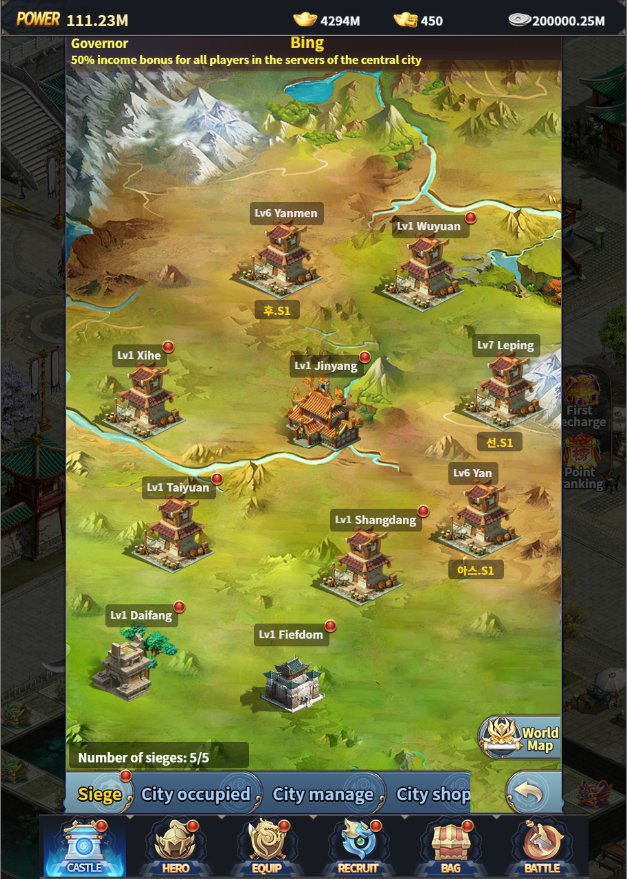 POWER 111.23M
4294M
450
200000.25M
Governor
Bing
50% income bonus for all players in the servers of the central city
Lv6 Yanmen
Lv1 Wuyuan
후.S1
Lv7 Leping
Lv1 Xihe
Lv1 Jinyang
First
echarge
선.S1
Point
ranking
Lv6 Yan
Lv1 Taiyuan
Lv1 Shangdang
아스.S1
Lv1 Daifang
Lv1 Fiefdom
World
Map
Number of sieges: 5/5
Siege
City occupied
City manage
City shop
CASTLE
HERO
EQUIP
RECRUIT
BAG
BATTLE